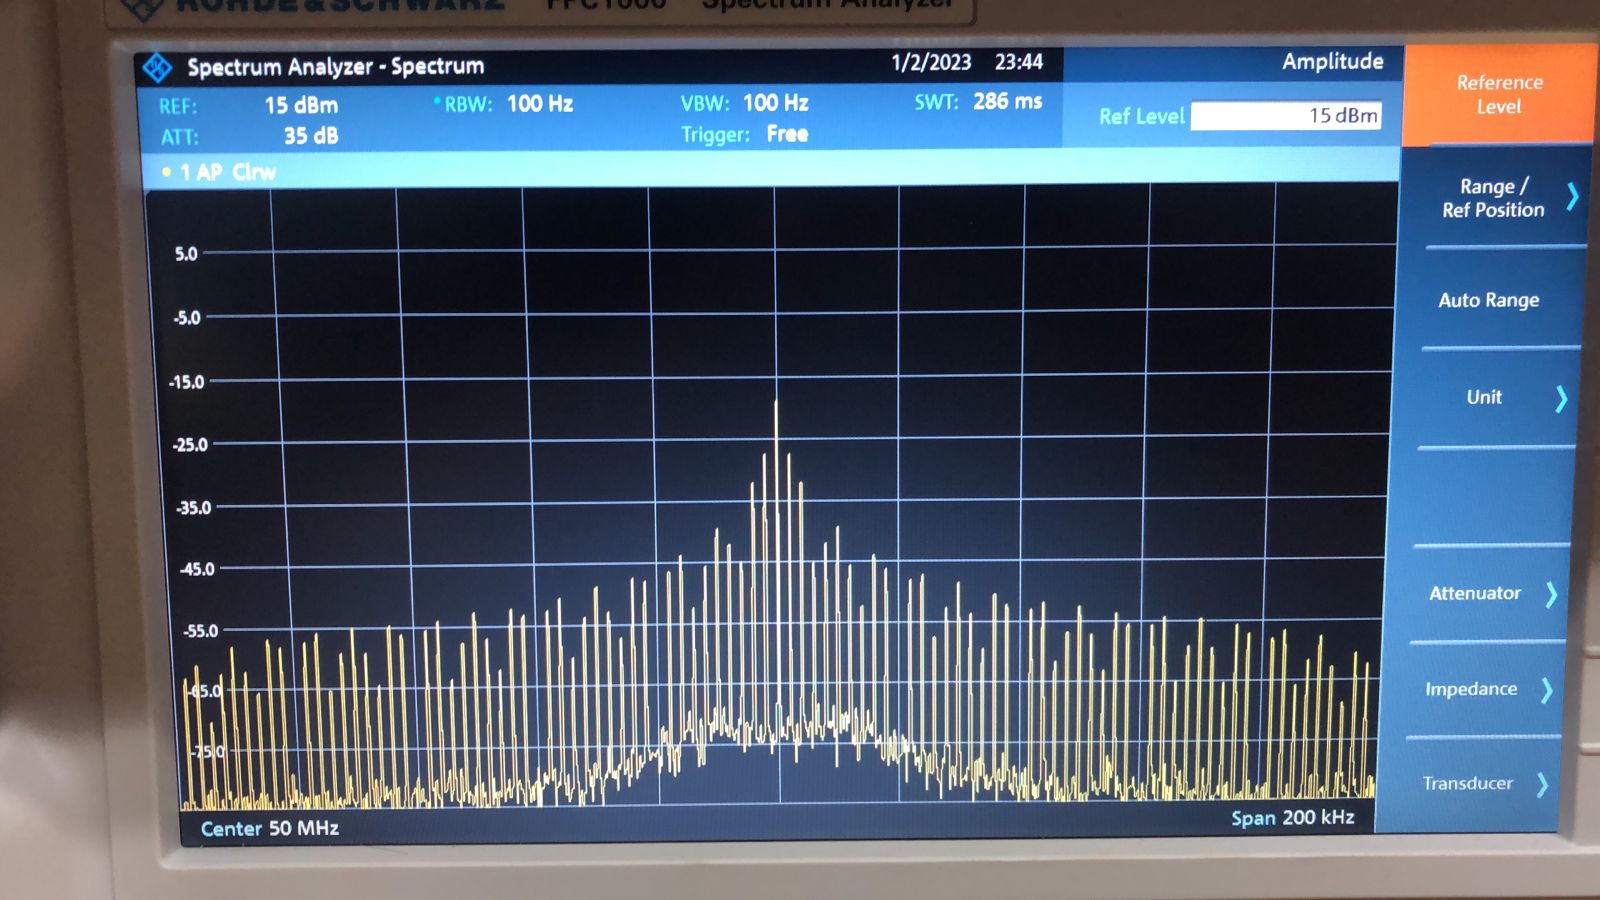 ROHDE&SCHWARZ FPC1000 Spectrum Analyzer
Spectrum Analyzer - Spectrum 1/2/2023 23:44 Amplitude
REF: 15 dBm RBW: 100 Hz VBW: 100 Hz SWT: 286 ms
ATT: 35 dB Trigger: Free
Ref Level 15 dBm
1 AP Clrw
5.0
-5.0
-15.0
-25.0
-35.0
-45.0
-55.0
-65.0
-75.0
Center 50 MHz Span 200 kHz
Reference
Level
Range /
Ref Position
Auto Range
Unit
Attenuator
Impedance
Transducer